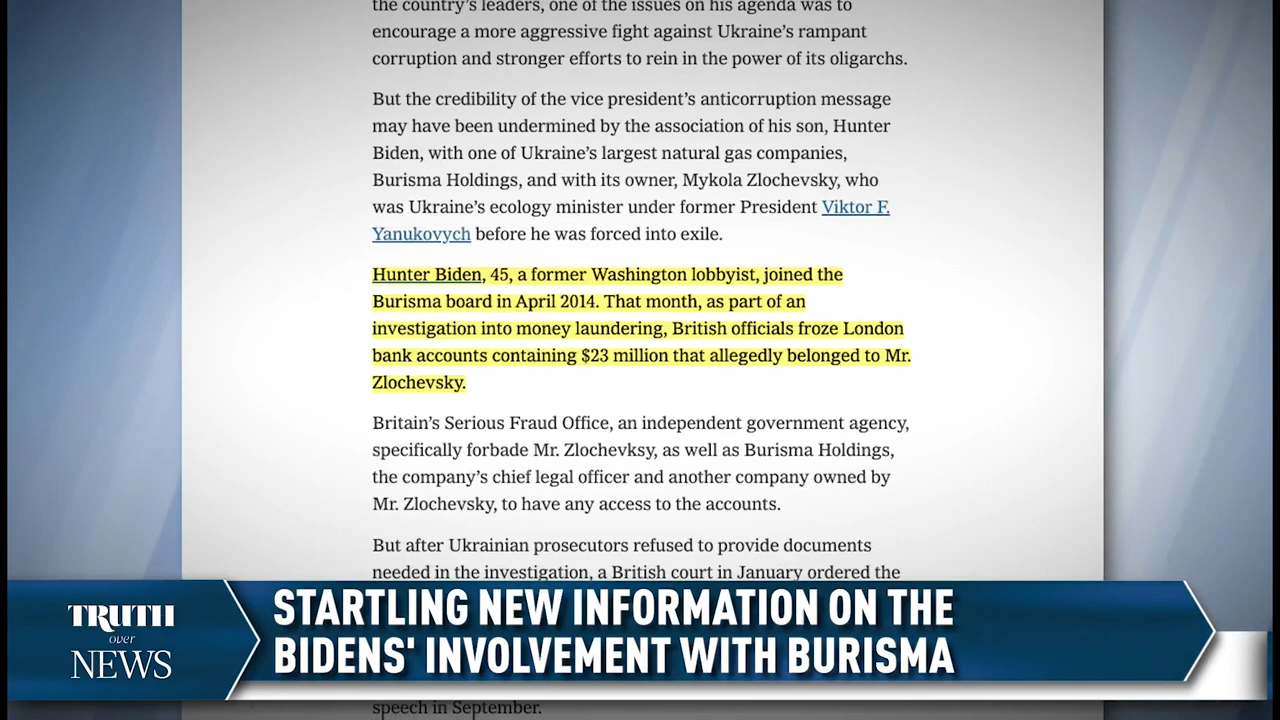 the country's leaders, one of the issues on his agenda was to
encourage a more aggressive fight against Ukraine's rampant
corruption and stronger efforts to rein in the power of its oligarchs.
But the credibility of the vice president's anticorruption message
may have been undermined by the association of his son, Hunter
Biden, with one of Ukraine's largest natural gas companies,
Burisma Holdings, and with its owner, Mykola Zlochevsky, who
was Ukraine's ecology minister under former President Viktor F.
Yanukovych before he was forced into exile.
Hunter Biden, 45, a former Washington lobbyist, joined the
Burisma board in April 2014. That month, as part of an
investigation into money laundering, British officials froze London
bank accounts containing $23 million that allegedly belonged to Mr.
Zlochevsky.
Britain's Serious Fraud Office, an independent government agency,
specifically forbade Mr. Zlochevksy, as well as Burisma Holdings,
the company's chief legal officer and another company owned by
Mr. Zlochevsky, to have any access to the accounts.
But after Ukrainian prosecutors refused to provide documents
needed in the investigation, a British court in January ordered the
TRUTH
over
NEWS
STARTLING NEW INFORMATION ON THE
BIDENS' INVOLVEMENT WITH BURISMA
speech in September.